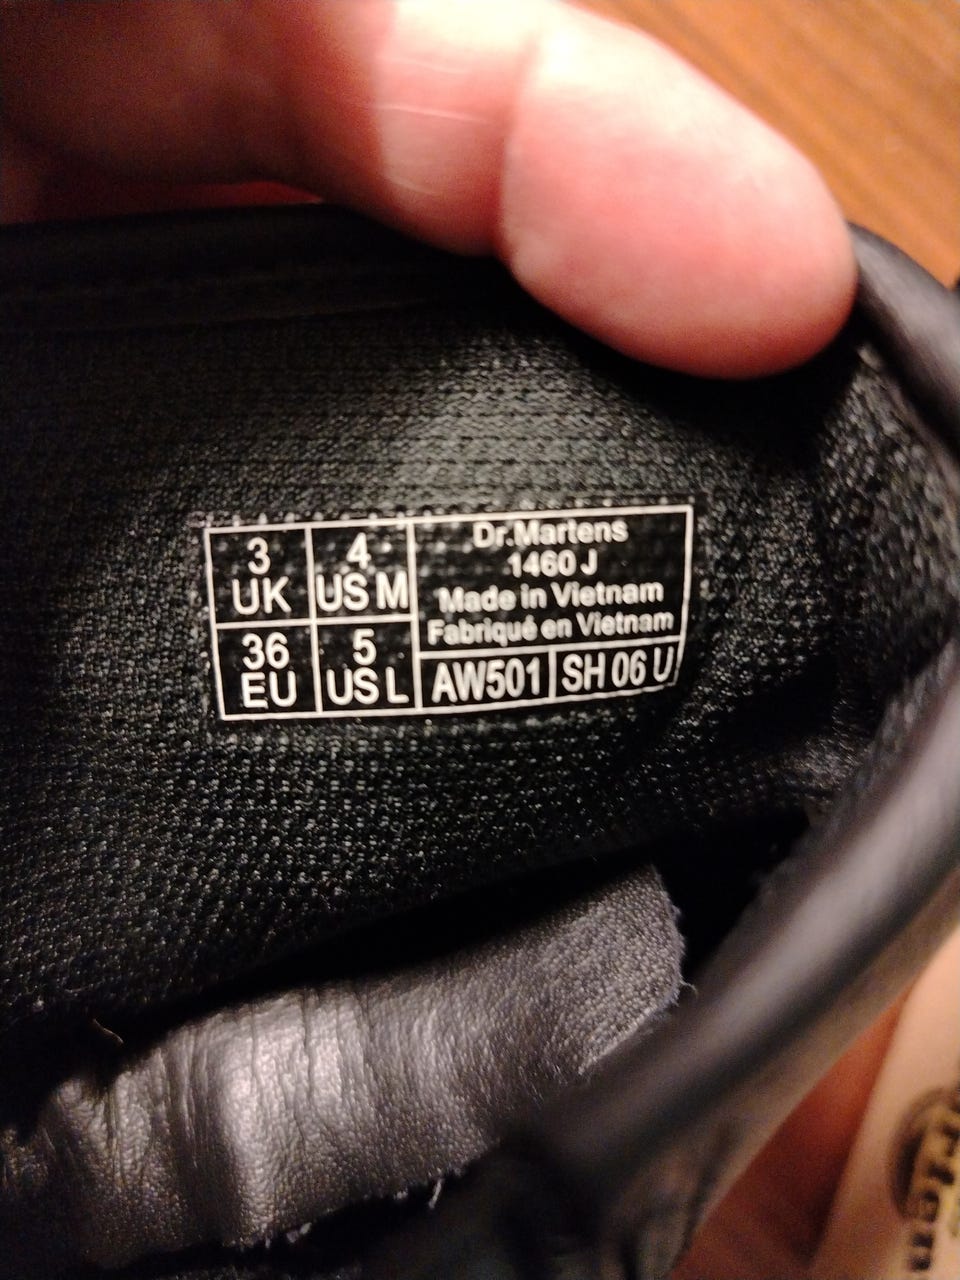 3
UK
4
US M
36
EU
5
US L
Dr.Martens
1460 J
Made in Vietnam
Fabriqué en Vietnam
AW501
SH 06 U